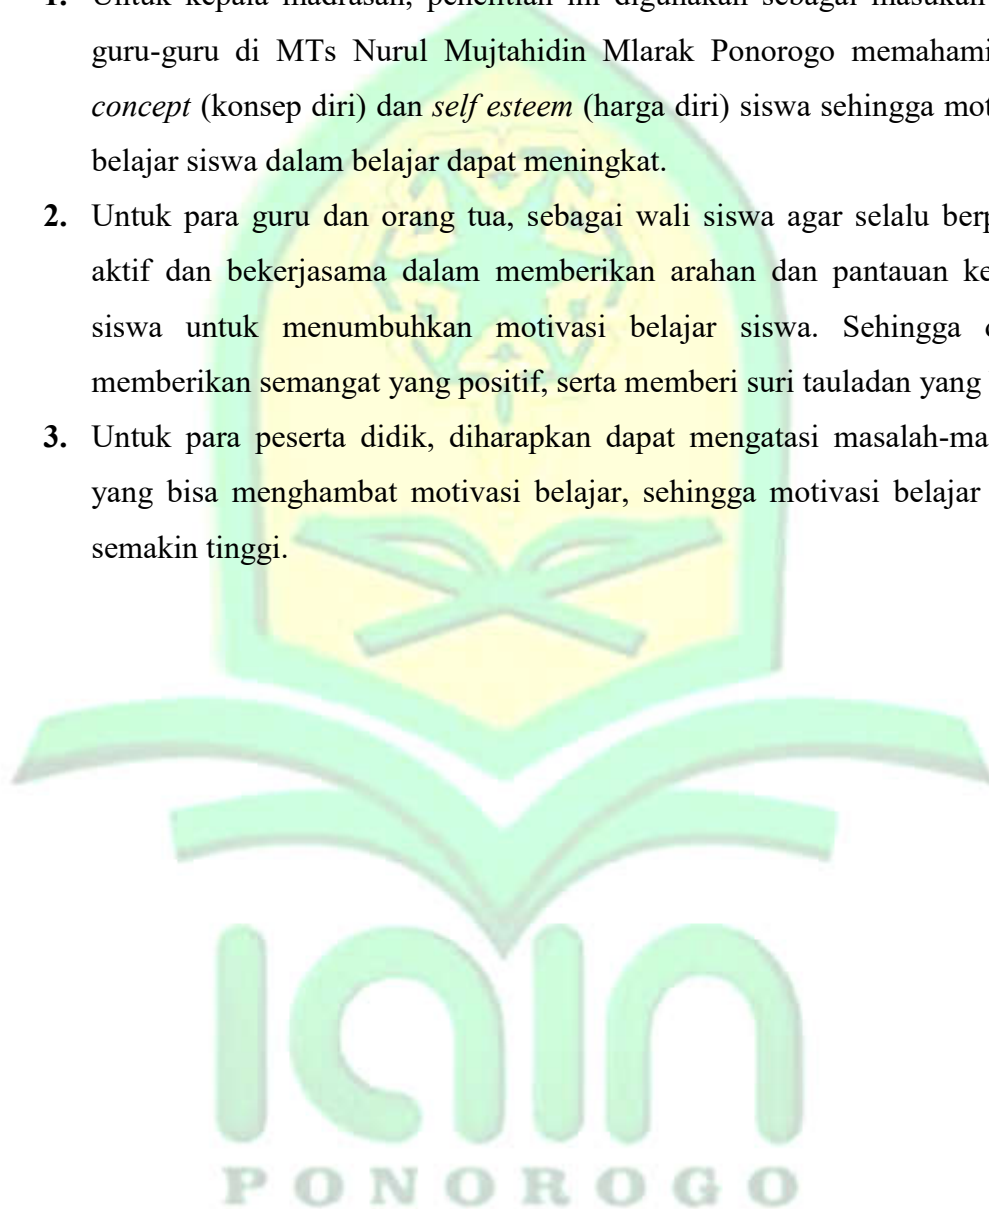 1. Untuk kepala madrasah, penelitian ini digunakan sebagai masukan
guru-guru di MTs Nurul Mujtahidin Mlarak Ponorogo memahami
concept (konsep diri) dan self esteem (harga diri) siswa sehingga mot
belajar siswa dalam belajar dapat meningkat.
2. Untuk para guru dan orang tua, sebagai wali siswa agar selalu berp
aktif dan bekerjasama dalam memberikan arahan dan pantauan ke
siswa untuk menumbuhkan motivasi belajar siswa. Sehingga
memberikan semangat yang positif, serta memberi suri tauladan yang
3. Untuk para peserta didik, diharapkan dapat mengatasi masalah-ma
yang bisa menghambat motivasi belajar, sehingga motivasi belajar
semakin tinggi.
iain
PONOROGO